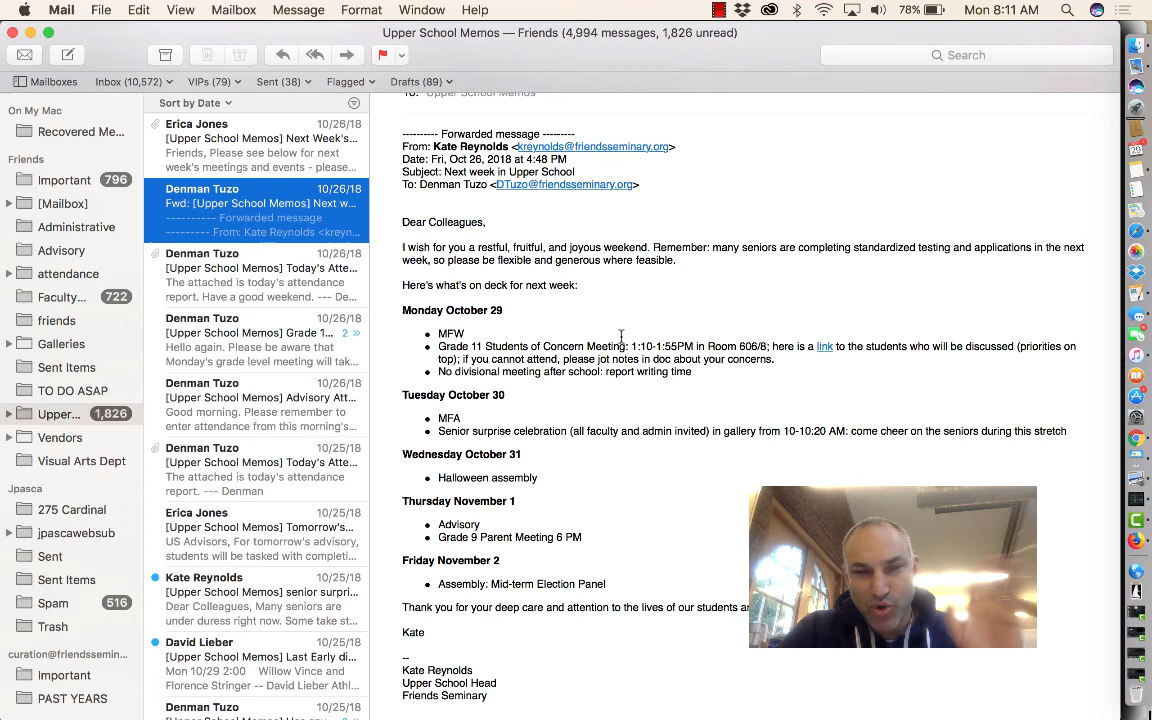 Mail File Edit View Mailbox Message Format Window Help 78% Mon 8:11 AM
Upper School Memos — Friends (4,994 messages, 1,826 unread)
Search
Mailboxes Inbox (10,572) VIPs (79) Sent (38) Flagged Drafts (89)
On My Mac
Recovered Me...
Friends
Important 796
[Mailbox]
Administrative
Advisory
attendance
Faculty... 722
friends
Galleries
Sent Items
TO DO ASAP
Upper... 1,826
Vendors
Visual Arts Dept
Jpasca
275 Cardinal
jpascawebsub
Sent
Sent Items
Spam 516
Trash
curation@friendssemin...
Important
PAST YEARS
Sort by Date
Erica Jones 10/26/18
[Upper School Memos] Next Week's...
Friends, Please see below for next
week's meetings and events - please...
Denman Tuzo 10/26/18
Fwd: [Upper School Memos] Next w...
---------- Forwarded message
---------- From: Kate Reynolds <kreyn...
Denman Tuzo 10/26/18
[Upper School Memos] Today's Atte...
The attached is today's attendance
report. Have a good weekend. --- De...
Denman Tuzo 10/26/18
[Upper School Memos] Grade 1... 2 »
Hello again. Please be aware that
Monday's grade level meeting will tak...
Denman Tuzo 10/26/18
[Upper School Memos] Advisory Att...
Good morning. Please remember to
enter attendance from this morning's...
Denman Tuzo 10/26/18
[Upper School Memos] Today's Atte...
The attached is today's attendance
report. --- Denman
Erica Jones 10/25/18
[Upper School Memos] Tomorrow's...
US Advisors, For tomorrow's advisory,
students will be tasked with completi...
Kate Reynolds 10/25/18
[Upper School Memos] senior surpri...
Dear Colleagues, Many seniors are
under duress right now. Some take st...
David Lieber 10/25/18
[Upper School Memos] Last Early di...
Mon 10/29 2:00 Willow Vince and
Florence Stringer -- David Lieber Athl...
Denman Tuzo 10/25/18
To: Upper School Memos
---------- Forwarded message ---------
From: Kate Reynolds <kreynolds@friendsseminary.org>
Date: Fri, Oct 26, 2018 at 4:48 PM
Subject: Next week in Upper School
To: Denman Tuzo <DTuzo@friendsseminary.org>
Dear Colleagues,
I wish for you a restful, fruitful, and joyous weekend. Remember: many seniors are completing standardized testing and applications in the next
week, so please be flexible and generous where feasible.
Here's what's on deck for next week:
Monday October 29
• MFW
• Grade 11 Students of Concern Meeting: 1:10-1:55PM in Room 606/8; here is a link to the students who will be discussed (priorities on
top); if you cannot attend, please jot notes in doc about your concerns.
• No divisional meeting after school: report writing time
Tuesday October 30
• MFA
• Senior surprise celebration (all faculty and admin invited) in gallery from 10-10:20 AM: come cheer on the seniors during this stretch
Wednesday October 31
• Halloween assembly
Thursday November 1
• Advisory
• Grade 9 Parent Meeting 6 PM
Friday November 2
• Assembly: Mid-term Election Panel
Thank you for your deep care and attention to the lives of our students
Kate
--
Kate Reynolds
Upper School Head
Friends Seminary